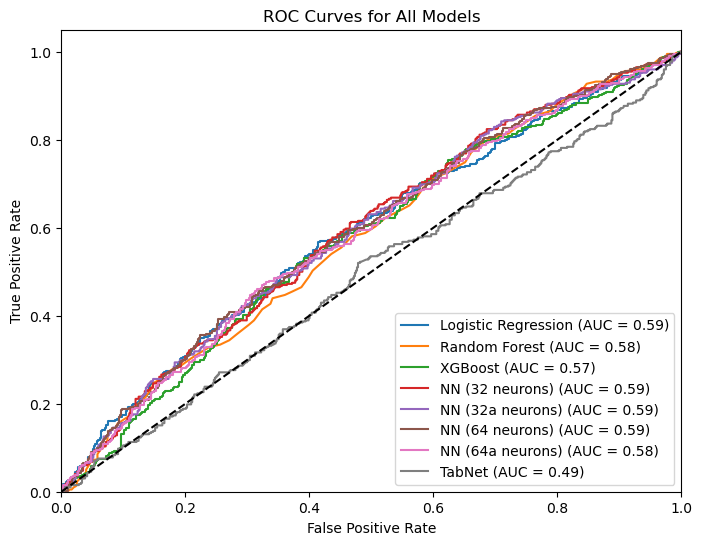 ROC Curves for All Models
True Positive Rate
1.0
0.8
0.6
0.4
0.2
0.0
Logistic Regression (AUC = 0.59)
Random Forest (AUC = 0.58)
XGBoost (AUC = 0.57)
NN (32 neurons) (AUC = 0.59)
NN (32a neurons) (AUC = 0.59)
NN (64 neurons) (AUC = 0.59)
NN (64a neurons) (AUC = 0.58)
TabNet (AUC = 0.49)
0.0 0.2 0.4 0.6 0.8 1.0
False Positive Rate